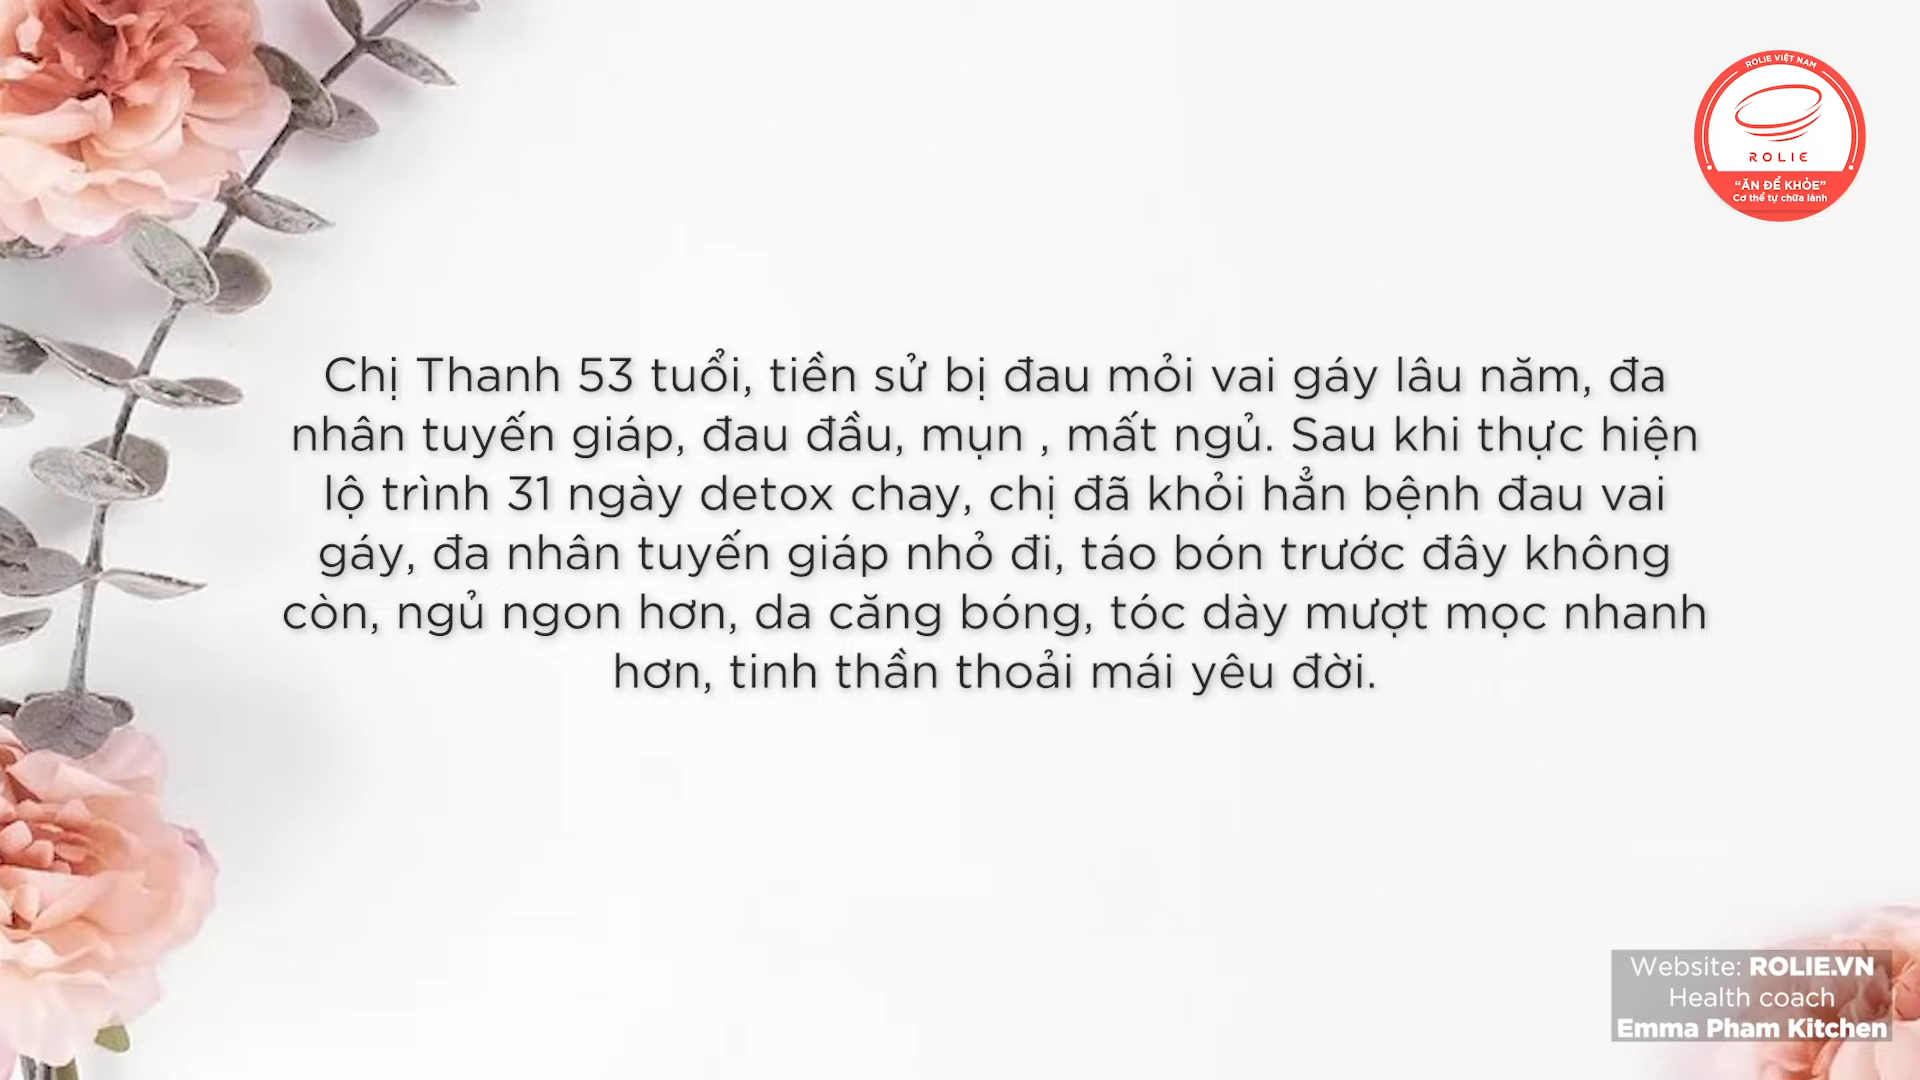 ROLIE VIỆT NAM
ROLIE
“ĂN ĐỂ KHỎE”
Cơ thể tự chữa lành
Chị Thanh 53 tuổi, tiền sử bị đau mỏi vai gáy lâu năm, đa
nhân tuyến giáp, đau đầu, mụn , mất ngủ. Sau khi thực hiện
lộ trình 31 ngày detox chay, chị đã khỏi hẳn bệnh đau vai
gáy, đa nhân tuyến giáp nhỏ đi, táo bón trước đây không
còn, ngủ ngon hơn, da căng bóng, tóc dày mượt mọc nhanh
hơn, tinh thần thoải mái yêu đời.
Website: ROLIE.VN
Health coach
Emma Pham Kitchen